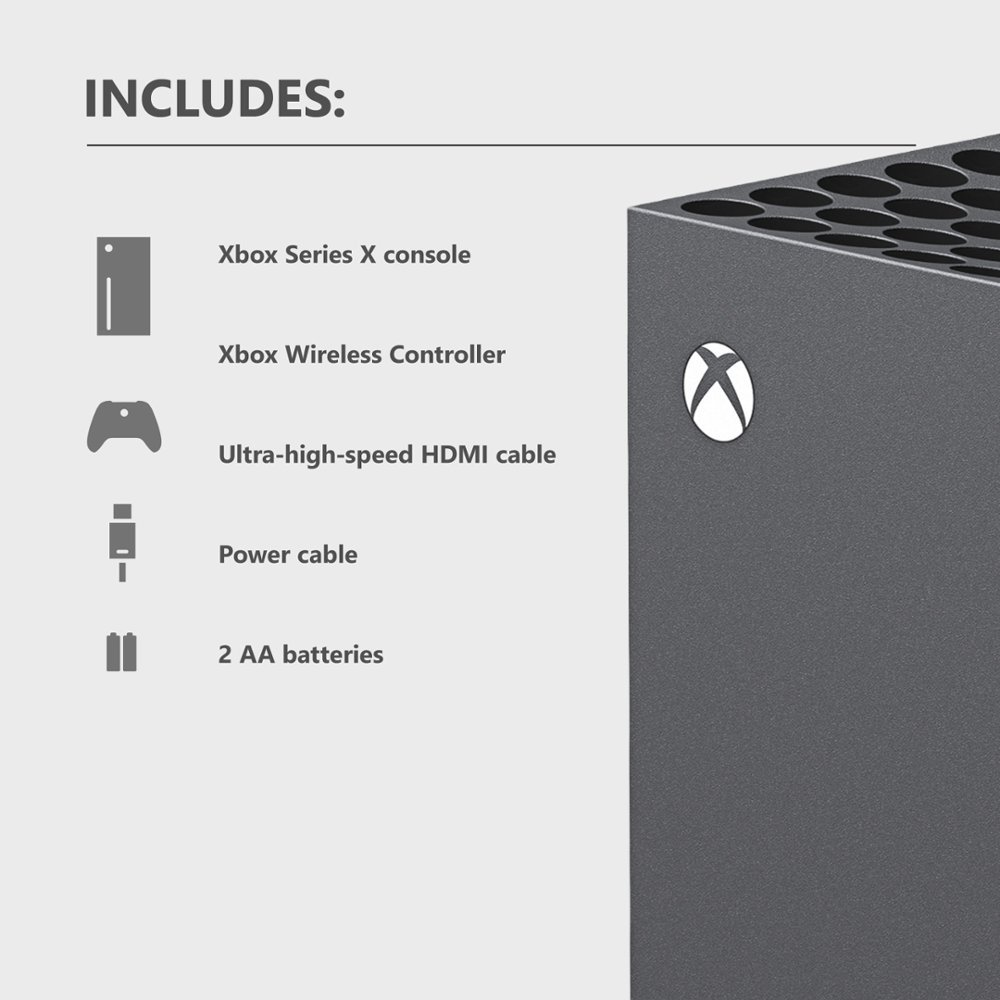 INCLUDES:
Xbox Series X console
Xbox Wireless Controller
Ultra-high-speed HDMI cable
Power cable
2 AA batteries